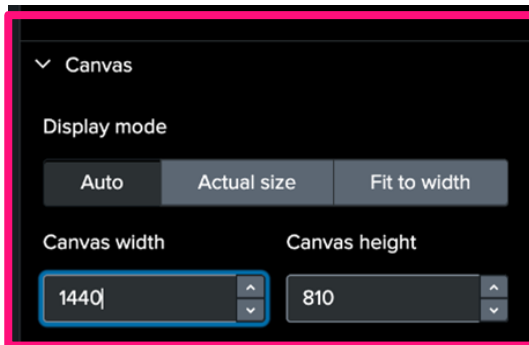 Canvas
Display mode
Auto Actual size Fit to width
Canvas width Canvas height
1440 810